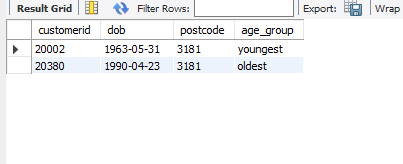 Result Grid Filter Rows: Export: Wrap
customerid dob postcode age_group
20002 1963-05-31 3181 youngest
20380 1990-04-23 3181 oldest